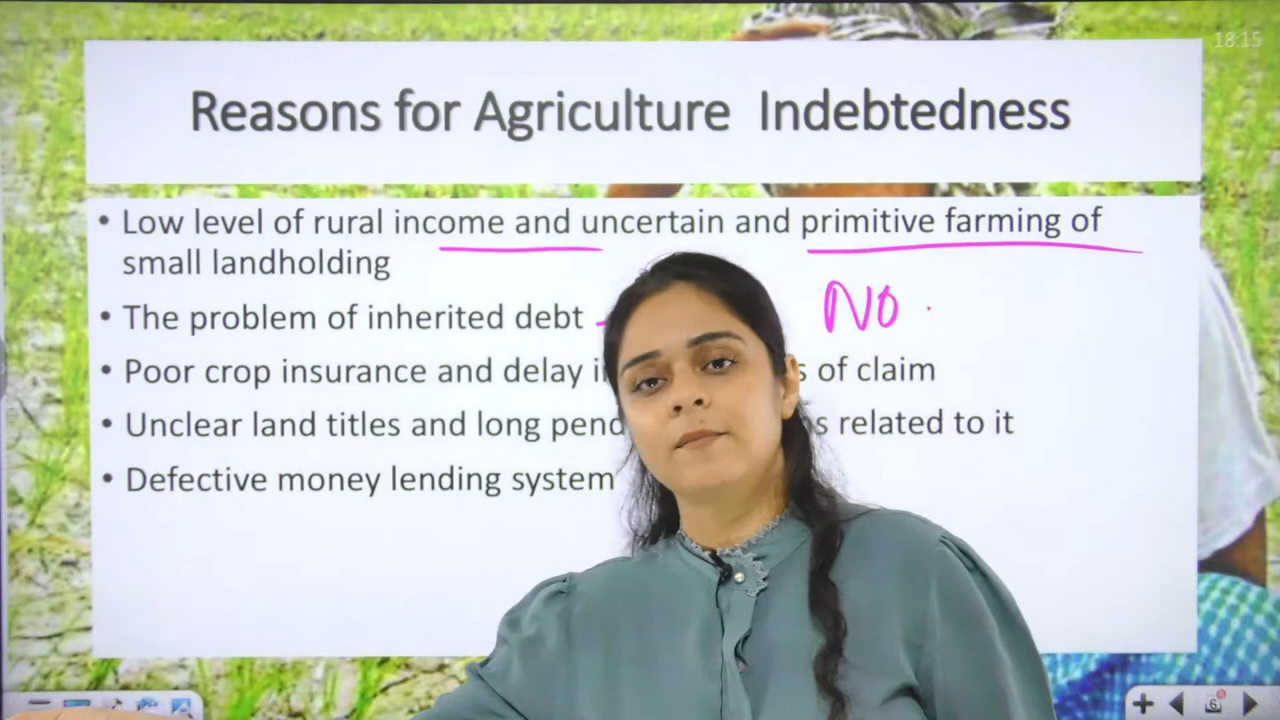 18:15
Reasons for Agriculture Indebtedness
• Low level of rural income and uncertain and primitive farming of
small landholding
• The problem of inherited debt
NO
• Poor crop insurance and delay of claim
• Unclear land titles and long related to it
• Defective money lending system
6